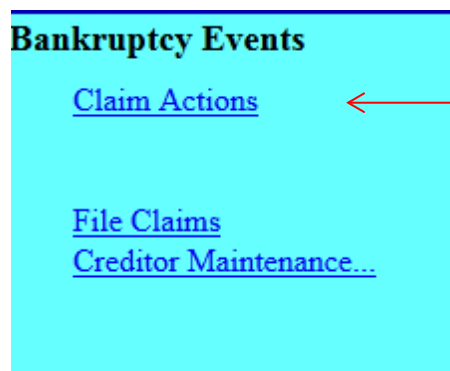 Bankruptcy Events
Claim Actions
File Claims
Creditor Maintenance...